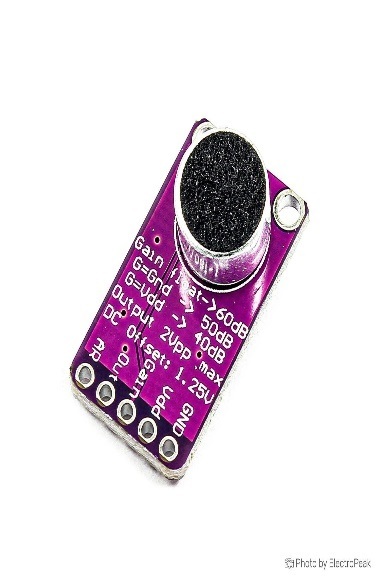 Gain float->60dB
G=Gnd -> 50dB
G=Vdd -> 40dB
Output 2Vpp max
DC Offset: 1.25V
AR
Out
Gain
Vdd
GND
Photo by ElectroPeak